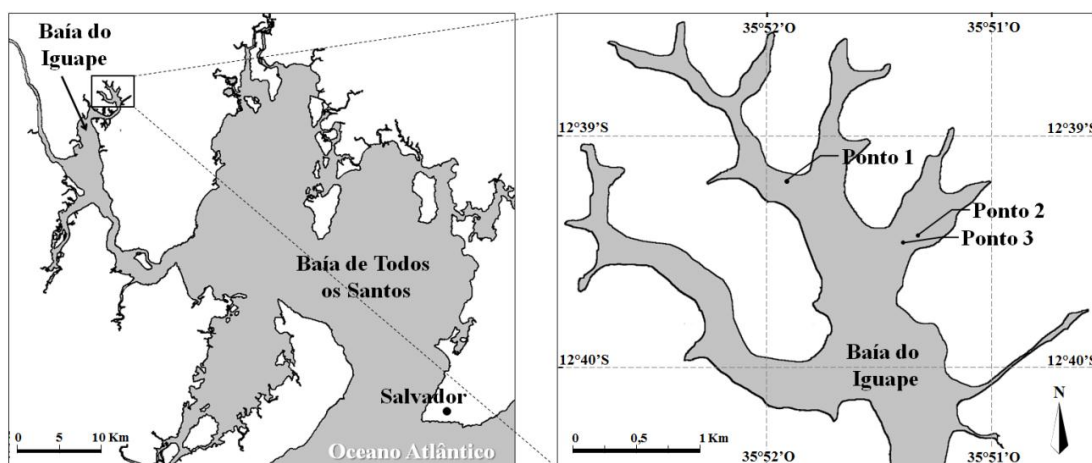 Baía do
Iguape
Baía de Todos
os Santos
Salvador
Oceano Atlântico
0 5 10 Km
35°52'O 35°51'O
12°39'S 12°39'S
Ponto 1
Ponto 2
Ponto 3
Baía do
Iguape
12°40'S 12°40'S
N
0 0,5 1 Km
35°52'O 35°51'O